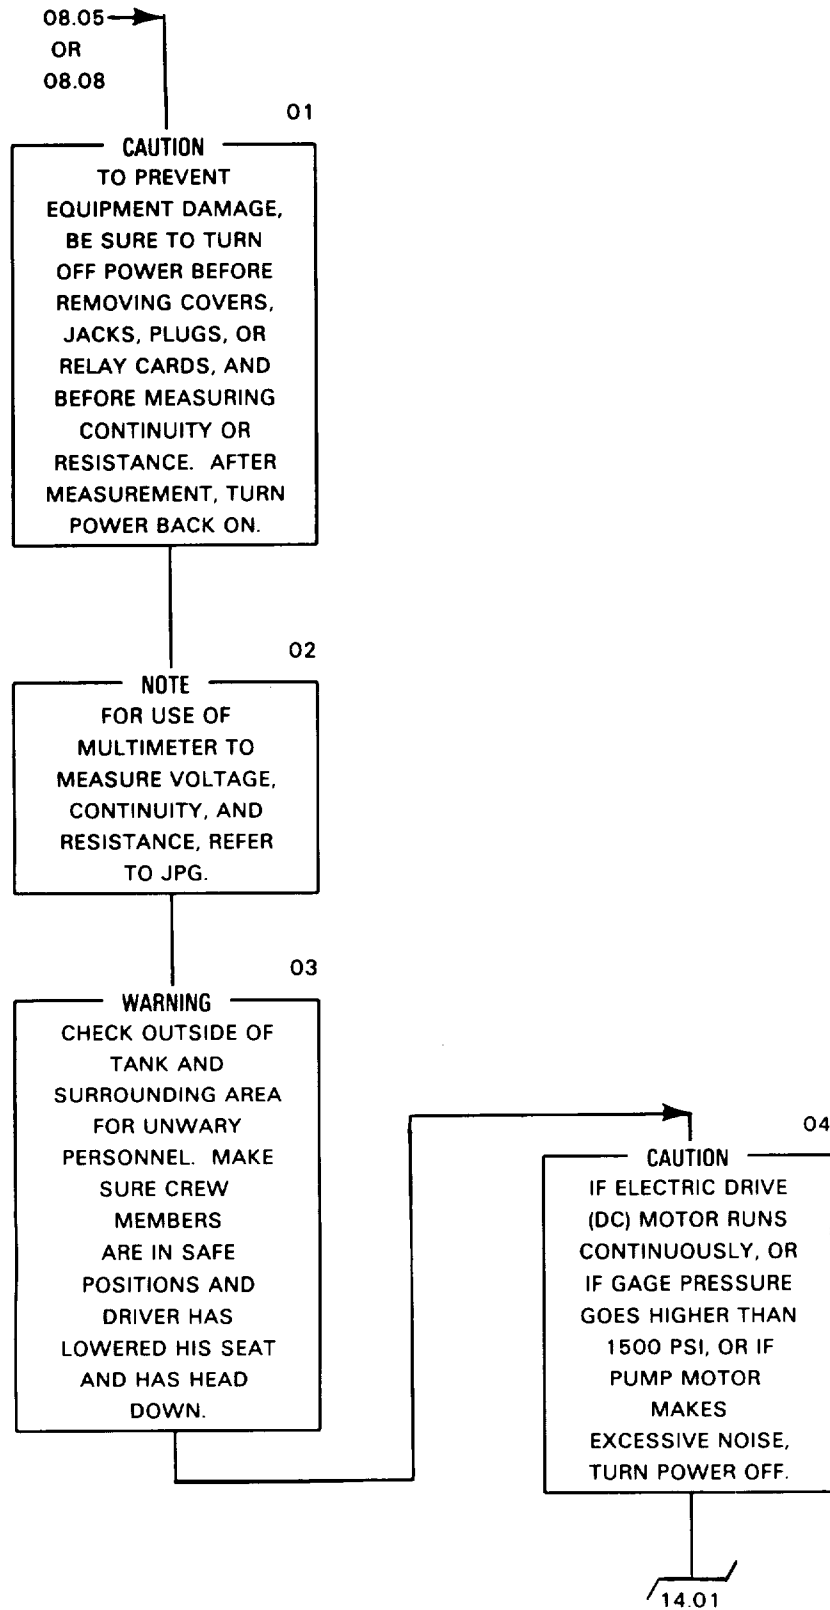 08.05
OR
08.08
01
CAUTION
TO PREVENT
EQUIPMENT DAMAGE,
BE SURE TO TURN
OFF POWER BEFORE
REMOVING COVERS,
JACKS, PLUGS, OR
RELAY CARDS, AND
BEFORE MEASURING
CONTINUITY OR
RESISTANCE. AFTER
MEASUREMENT, TURN
POWER BACK ON.
02
NOTE
FOR USE OF
MULTIMETER TO
MEASURE VOLTAGE,
CONTINUITY, AND
RESISTANCE, REFER
TO JPG.
03
WARNING
CHECK OUTSIDE OF
TANK AND
SURROUNDING AREA
FOR UNWARY
PERSONNEL. MAKE
SURE CREW
MEMBERS
ARE IN SAFE
POSITIONS AND
DRIVER HAS
LOWERED HIS SEAT
AND HAS HEAD
DOWN.
04
CAUTION
IF ELECTRIC DRIVE
(DC) MOTOR RUNS
CONTINUOUSLY, OR
IF GAGE PRESSURE
GOES HIGHER THAN
1500 PSI, OR IF
PUMP MOTOR
MAKES
EXCESSIVE NOISE,
TURN POWER OFF.
14.01